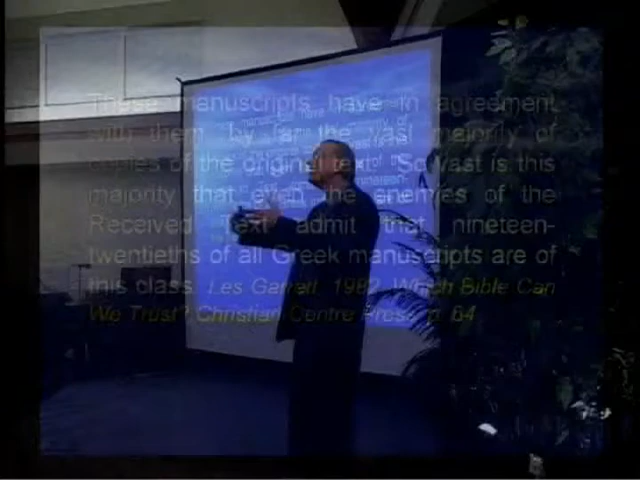 These manuscripts have in agreement
with them, by far the vast majority of
copies of the original text. So vast is this
majority that even the enemies of the
Received Text admit that nineteen-
twentieths of all Greek manuscripts are of
this class. Les Garrett, 1982, Which Bible Can
We Trust? Christian Centre Press, p. 64